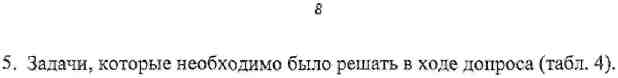 8
5. Задачи, которые необходимо было решать в ходе допроса (табл. 4).